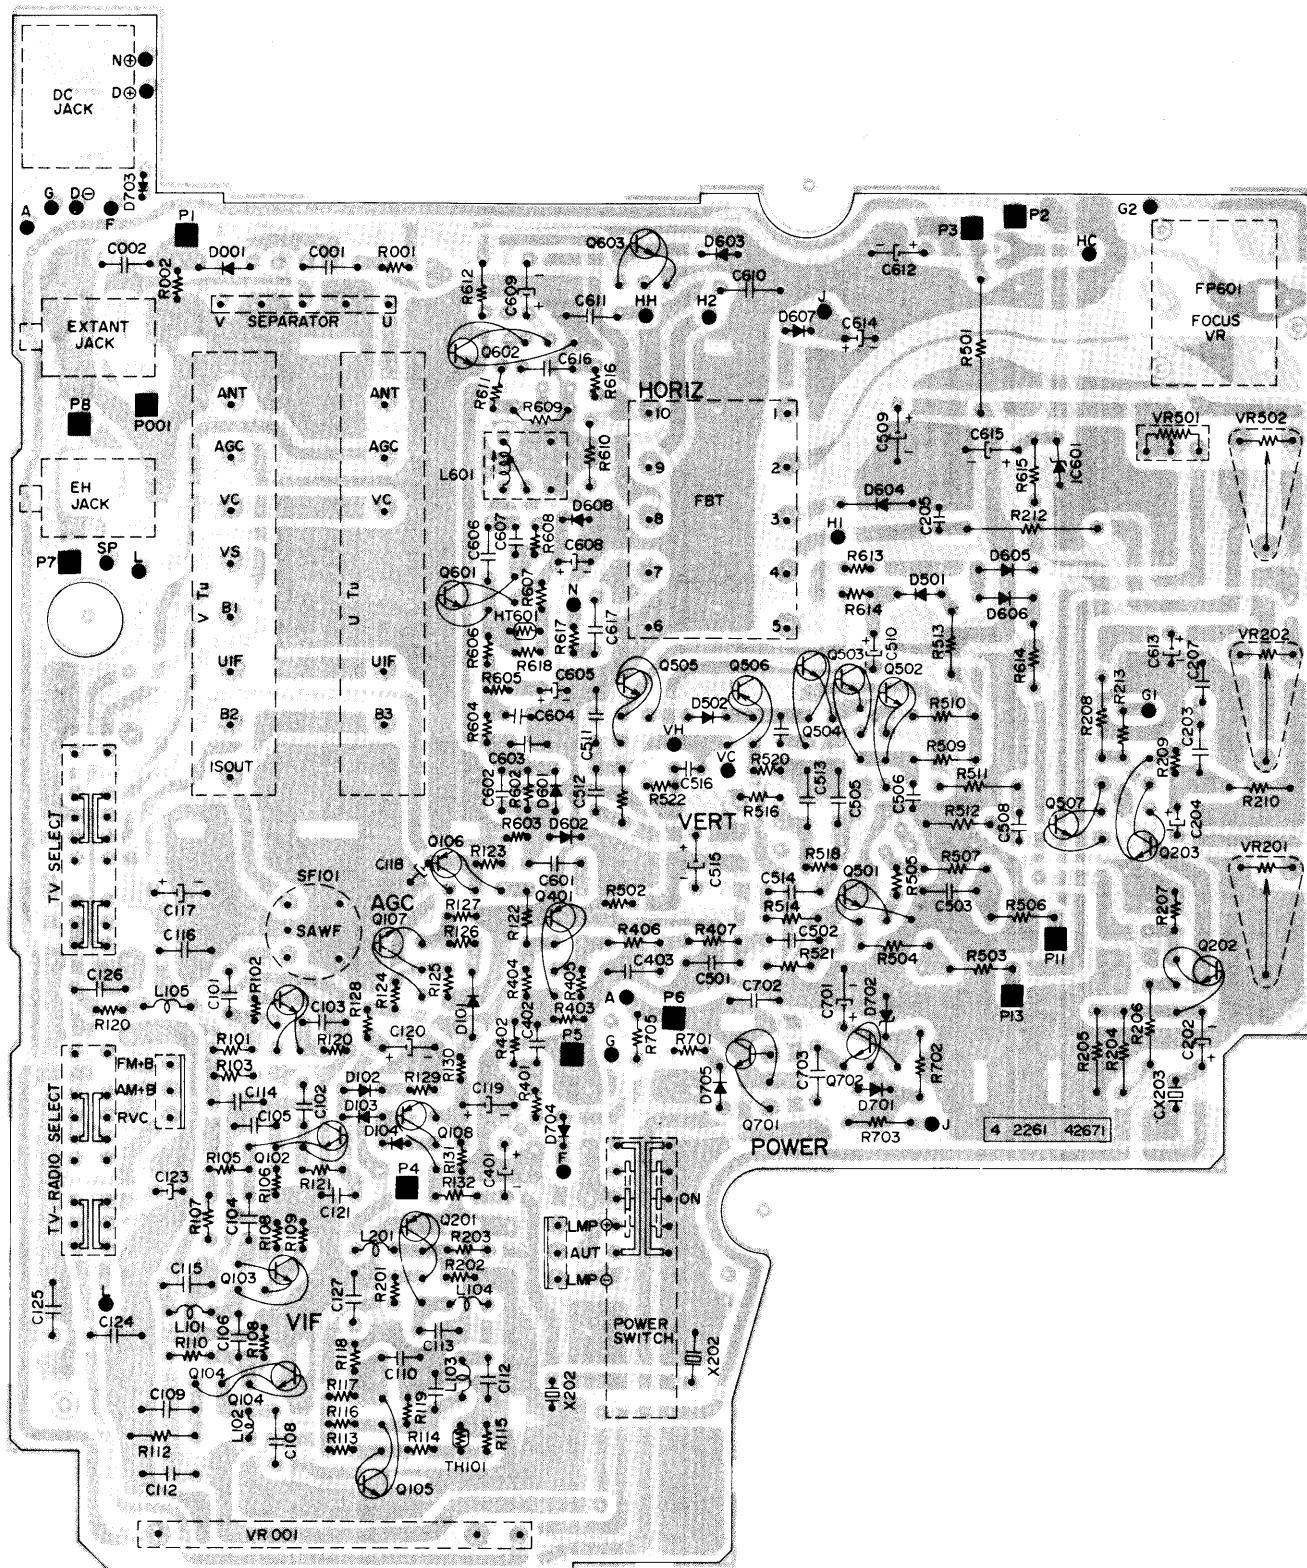 N⊕
DC
JACK
D⊕
D703
G
D⊖
A
F
P1
C002
D001
C001
R001
R002
V SEPARATOR U
EXTANT
JACK
P8
P001
EH
JACK
P7
SP
L
ANT
AGC
VC
VS
V Tu
B1
U1F
B2
ISOUT
ANT
AGC
VC
U Tu
U1F
B3
Q603
D603
C612
P3
P2
G2
HC
R612
C609
C611
HH
H2
C610
J
D607
C614
R501
FP601
FOCUS
VR
Q602
C616
R611
R616
HORIZ
R609
R610
L601
10
9
8
7
6
FBT
1
2
3
4
5
C509
C615
R615
IC601
VR501
VR502
D608
D604
C205
R212
C606
C607
R608
C608
H1
R613
D605
Q601
R607
N
D501
R614
D606
HT601
R606
R617
C617
R618
R605
C605
R604
C604
C603
C511
Q505
Q506
Q503
C510
Q502
R513
R614
C613
C207
VR202
D502
VH
VC
Q504
R510
R509
R208
R213
G1
R209
C203
C602
R602
D601
C512
R522
C516
R520
R516
C513
C505
C506
R511
R512
C508
Q507
R210
C204
Q203
R603
D602
VERT
TV SELECT
Q106
R123
C118
C601
C515
R518
R507
VR201
SF101
SAWF
AGC
C117
C116
Q107
R127
R126
R122
Q401
R502
C514
R514
Q501
R505
C503
R506
R207
R406
R407
C502
R504
P11
Q202
C126
L105
R120
C101
R102
C103
R128
R124
R125
D101
R404
R405
C403
C501
R521
R503
C702
C701
D702
P13
A
P6
R403
P5
R402
C402
R705
G
R701
R206
R205
R204
C202
CX203
R101
R103
R120
C120
R130
FM+B
AM+B
RVC
C114
C105
C102
D102
D103
R129
C119
R401
D704
D705
Q701
C703
Q702
D701
R702
R703
J
4 2261 42671
POWER
TV-RADIO SELECT
Q102
D104
Q108
R105
R106
R121
P4
R131
R132
C401
F
C123
R107
C104
C121
R108
R109
Q201
L201
R203
R202
ON
LMP⊕
AUT
LMP⊖
C115
Q103
R201
L104
C125
L
C124
L101
R110
C106
R108
VIF
C127
C113
POWER
SWITCH
R118
C110
L103
C112
X202
X202
Q104
Q104
C109
R117
R116
R113
R119
R114
R115
L102
C108
R112
C112
TH101
Q105
VR001